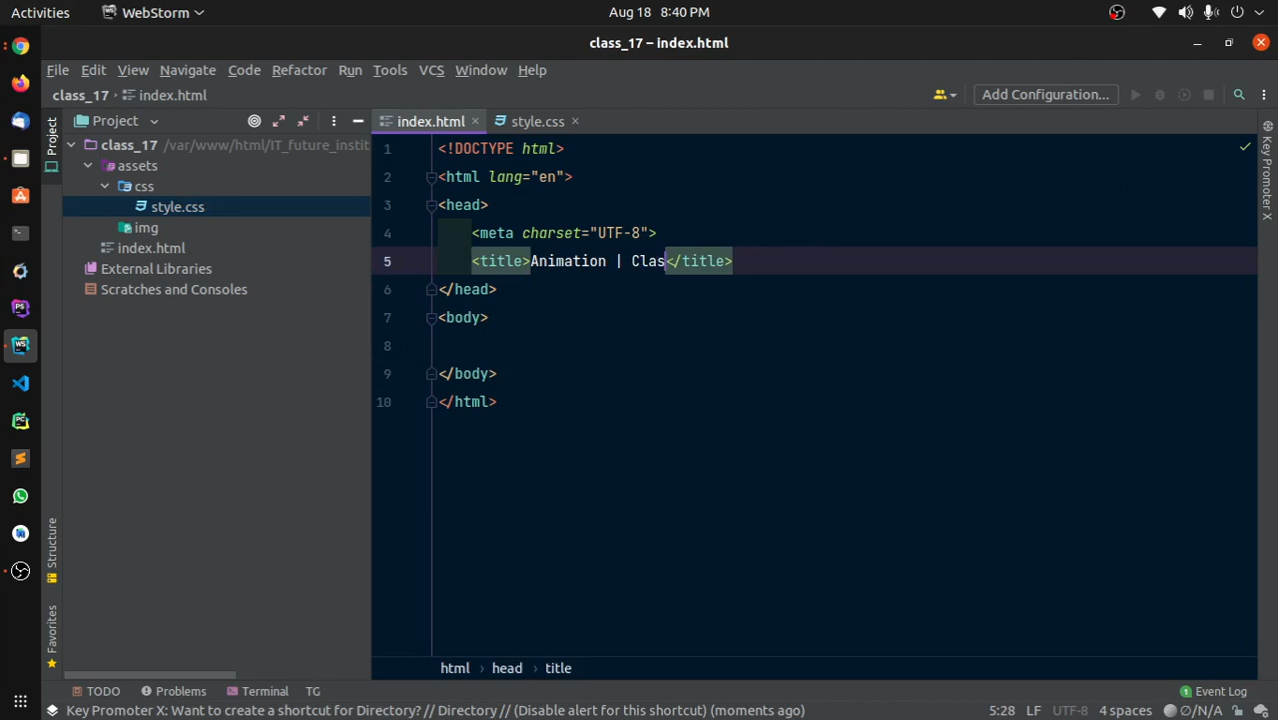 Activities WebStorm Aug 18 8:40 PM
class_17 – index.html
File Edit View Navigate Code Refactor Run Tools VCS Window Help
class_17 › index.html Add Configuration...
Project
Project
class_17 /var/www/html/IT_future_instit
assets
css
style.css
img
index.html
External Libraries
Scratches and Consoles
Structure
Favorites
index.html style.css
1 <!DOCTYPE html>
2 <html lang="en">
3 <head>
4 <meta charset="UTF-8">
5 <title>Animation | Clas</title>
6 </head>
7 <body>
8
9 </body>
10 </html>
Key Promoter X
html › head › title
TODO Problems Terminal TG 1 Event Log
Key Promoter X: Want to create a shortcut for Directory? // Directory // (Disable alert for this shortcut) (moments ago) 5:28 LF UTF-8 4 spaces ∅/N/A